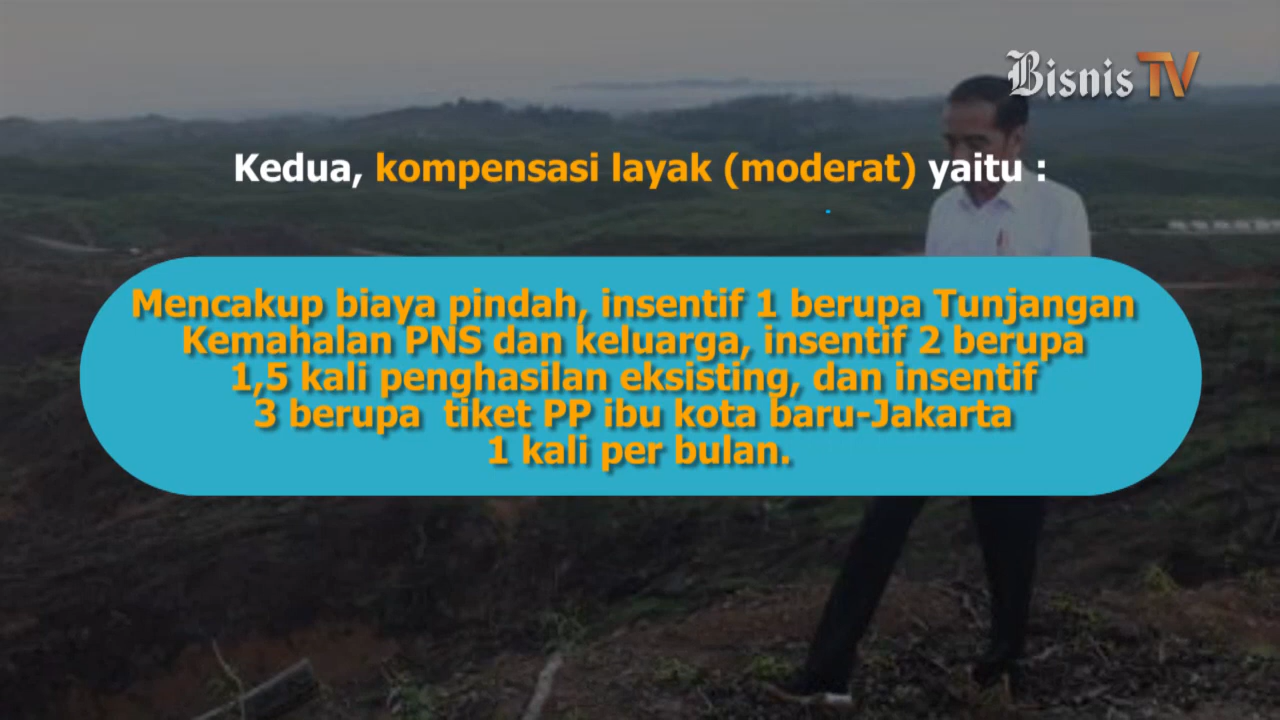 Bisnis TV
Kedua, kompensasi layak (moderat) yaitu :
Mencakup biaya pindah, insentif 1 berupa Tunjangan
Kemahalan PNS dan keluarga, insentif 2 berupa
1,5 kali penghasilan eksisting, dan insentif
3 berupa  tiket PP ibu kota baru-Jakarta
1 kali per bulan.